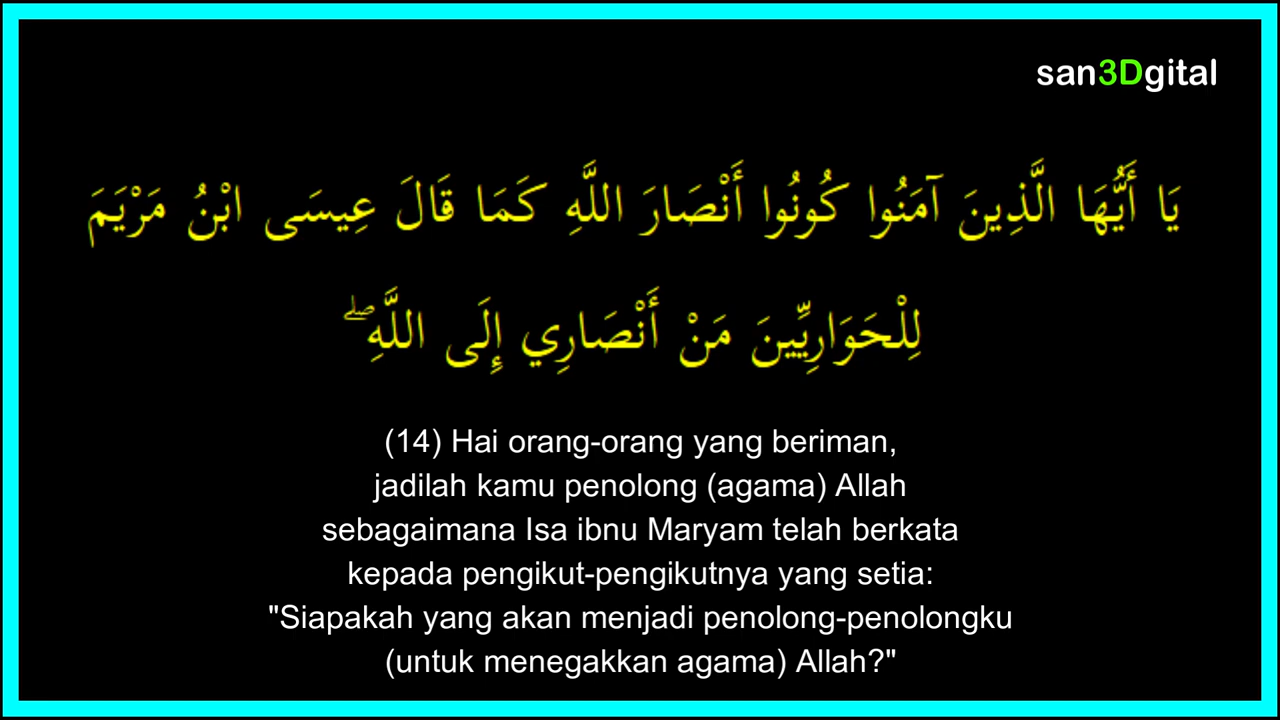 san3Dgital
يَا أَيُّهَا الَّذِينَ آمَنُوا كُونُوا أَنْصَارَ اللَّهِ كَمَا قَالَ عِيسَى ابْنُ مَرْيَمَ
لِلْحَوَارِيِّينَ مَنْ أَنْصَارِي إِلَى اللَّهِ ۖ
(14) Hai orang-orang yang beriman,
jadilah kamu penolong (agama) Allah
sebagaimana Isa ibnu Maryam telah berkata
kepada pengikut-pengikutnya yang setia:
"Siapakah yang akan menjadi penolong-penolongku
(untuk menegakkan agama) Allah?"